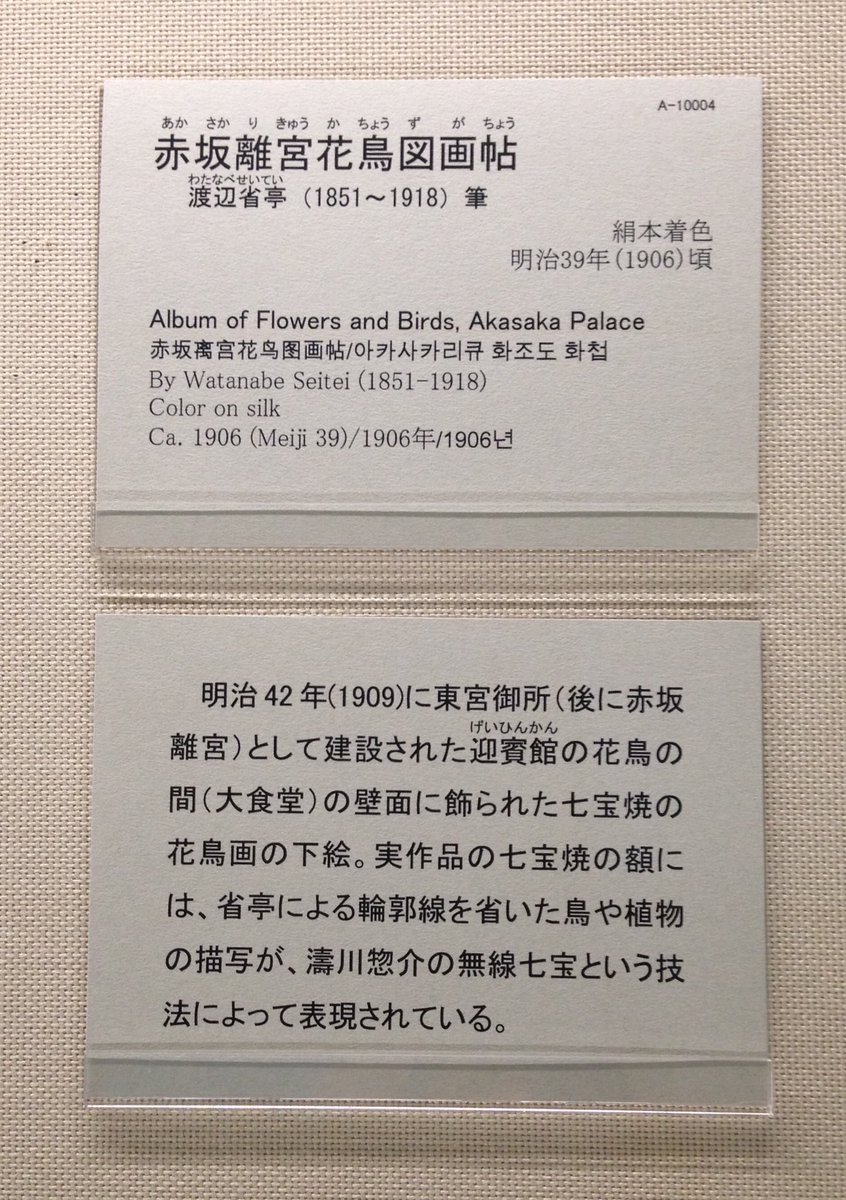 A-10004
あか さか り きゅう か ちょう ず が ちょう
赤坂離宮花鳥図画帖
わたなべせいてい
渡辺省亭（1851～1918）筆
絹本着色
明治39年(1906)頃
Album of Flowers and Birds, Akasaka Palace
赤坂离宫花鸟图画帖/아카사카리큐 화조도 화첩
By Watanabe Seitei (1851-1918)
Color on silk
Ca. 1906 (Meiji 39)/1906年/1906년
明治42年(1909)に東宮御所（後に赤坂
げいひんかん
離宮）として建設された迎賓館の花鳥の
間（大食堂）の壁面に飾られた七宝焼の
花鳥画の下絵。実作品の七宝焼の額に
は、省亭による輪郭線を省いた鳥や植物
の描写が、濤川惣介の無線七宝という技
法によって表現されている。